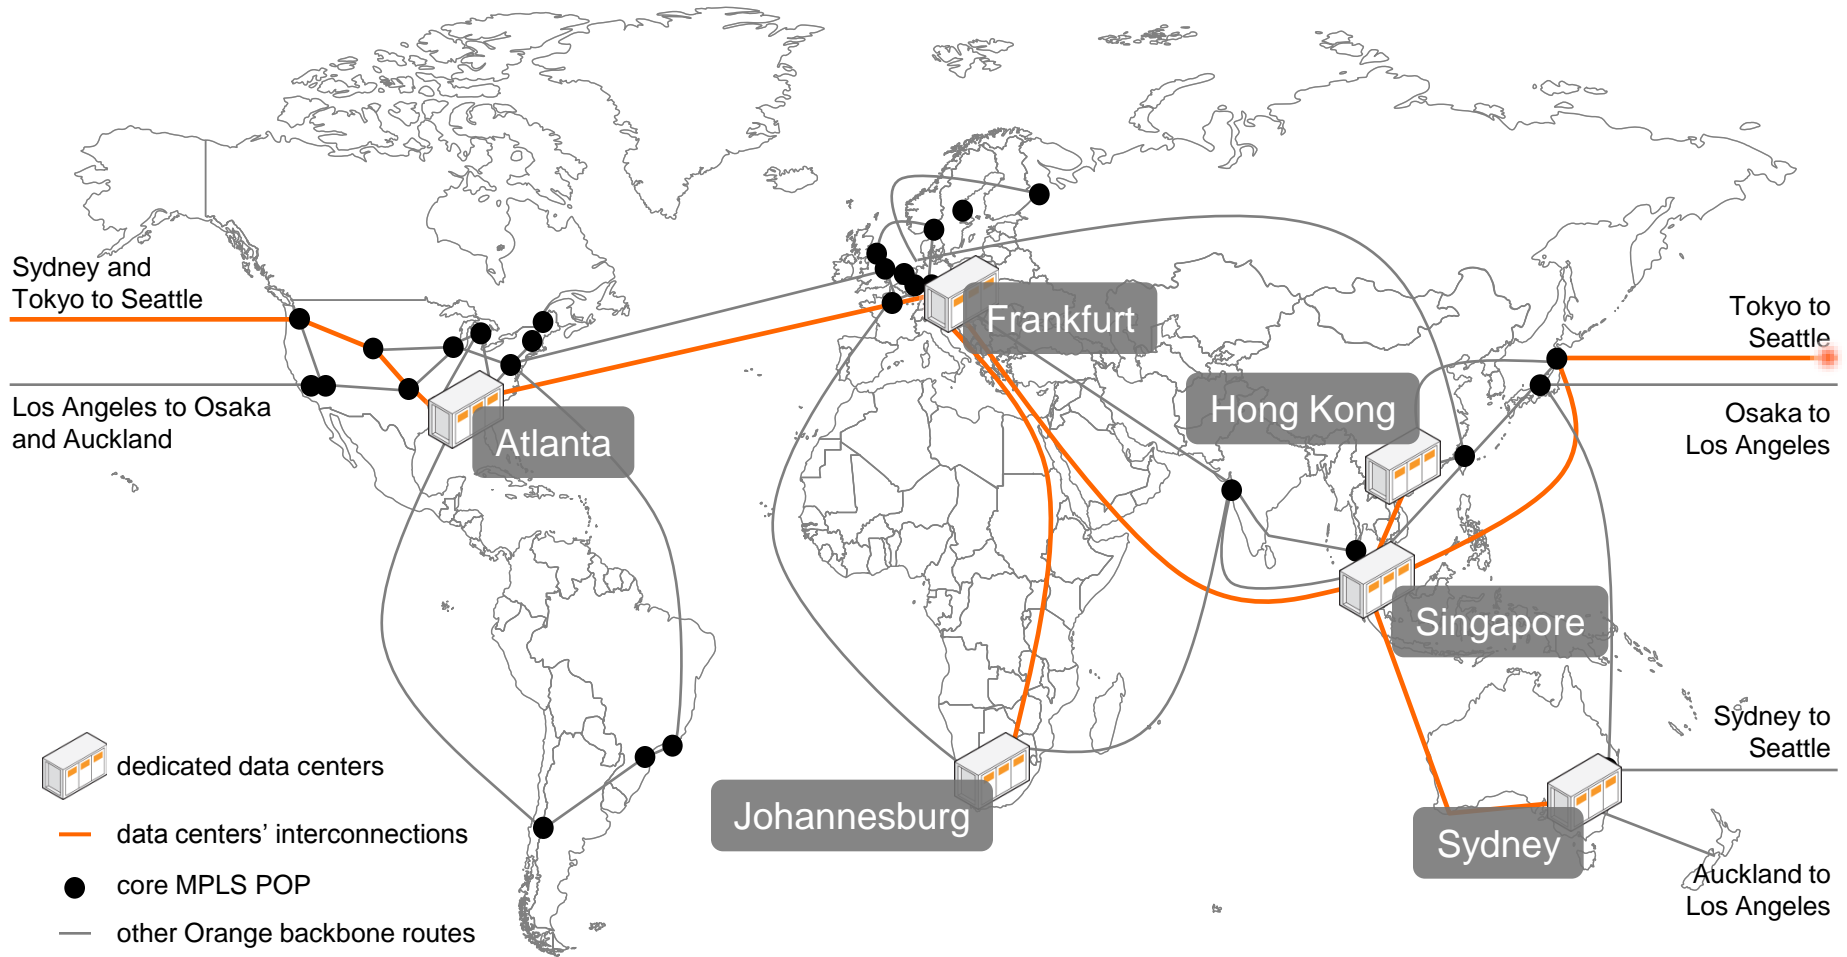 Sydney and
Tokyo to Seattle
Los Angeles to Osaka
and Auckland
Atlanta
Frankfurt
Hong Kong
Tokyo to
Seattle
Osaka to
Los Angeles
Singapore
Johannesburg
Sydney
Sydney to
Seattle
Auckland to
Los Angeles
dedicated data centers
data centers’ interconnections
core MPLS POP
other Orange backbone routes